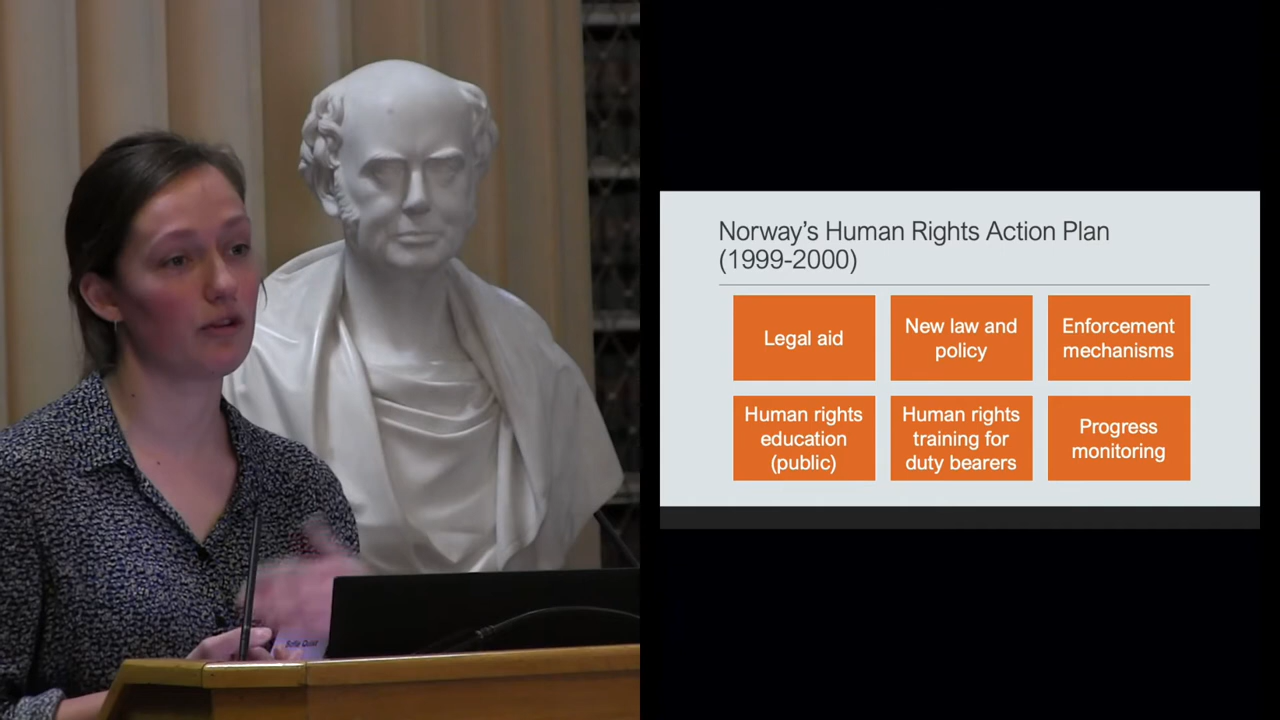 Norway's Human Rights Action Plan
(1999-2000)
Legal aid
New law and
policy
Enforcement
mechanisms
Human rights
education
(public)
Human rights
training for
duty bearers
Progress
monitoring